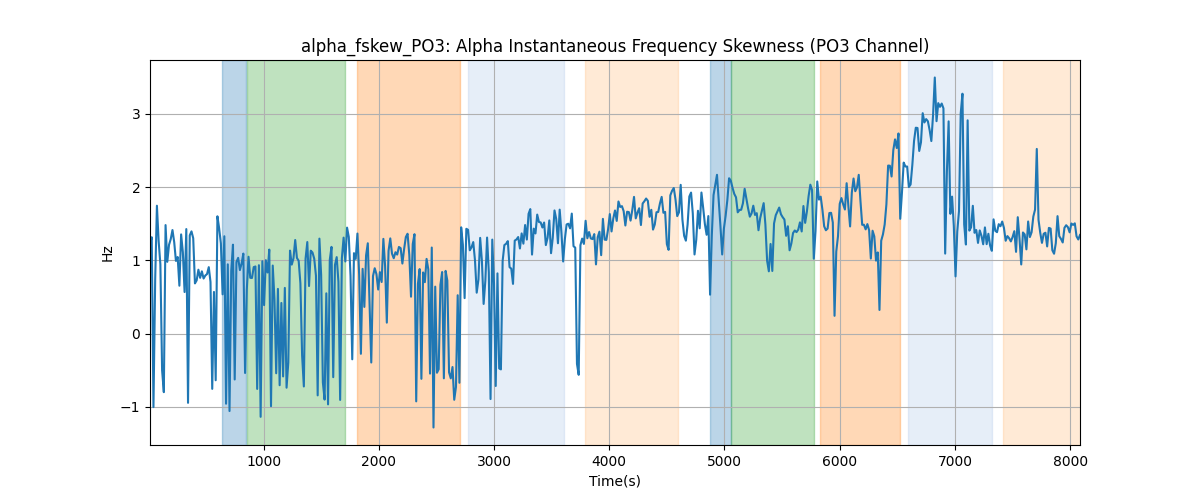 alpha_fskew_PO3: Alpha Instantaneous Frequency Skewness (PO3 Channel)
Hz
3
2
1
0
−1
1000 2000 3000 4000 5000 6000 7000 8000
Time(s)